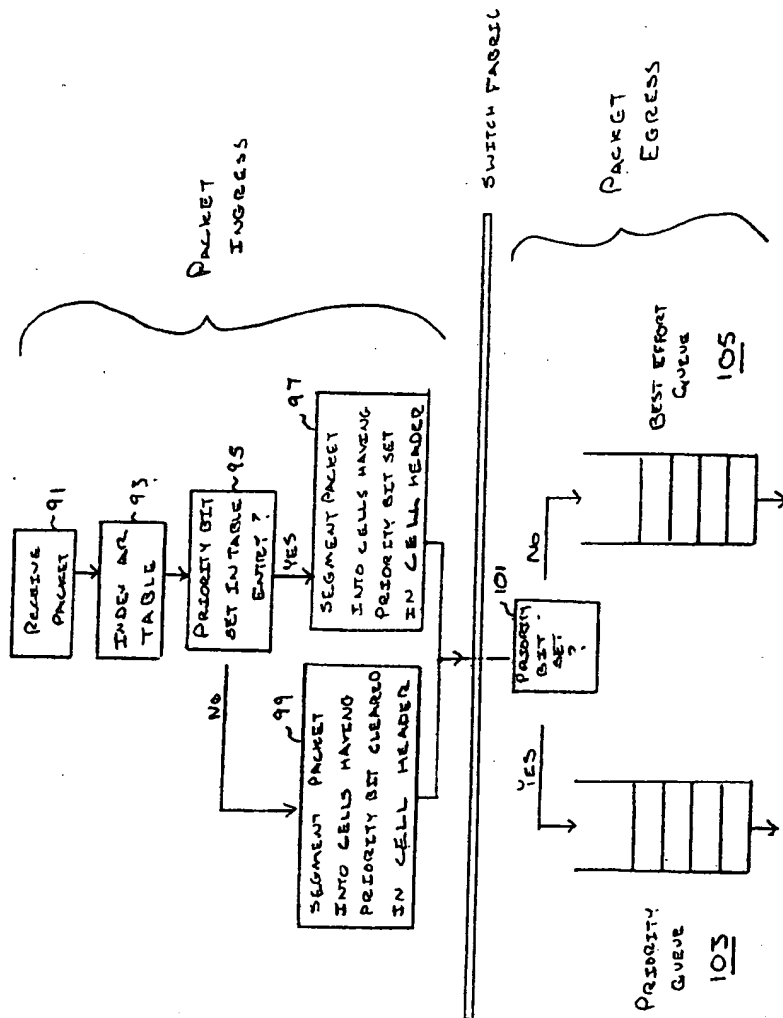 RECEIVE
PACKET
91
INDEX AR
TABLE
93
PRIORITY BIT
SET IN TABLE
ENTRY?
95
YES
NO
SEGMENT PACKET
INTO CELLS HAVING
PRIORITY BIT SET
IN CELL HEADER
97
SEGMENT PACKET
INTO CELLS HAVING
PRIORITY BIT CLEARED
IN CELL HEADER
99
PACKET
INGRESS
SWITCH FABRIC
PRIORITY
BIT
SET
?
101
YES
NO
PRIORITY
QUEUE
103
BEST EFFORT
QUEUE
105
PACKET
EGRESS